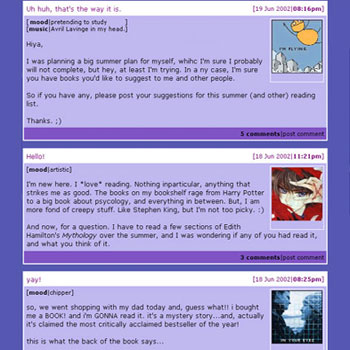 Uh huh, that's the way it is. [19 Jun 2002|08:16pm]
[mood|pretending to study ]
[music|Avril Lavinge in my head.]
Hiya,
I was planning a big summer plan for myself, whihc I'm sure I probably
will not complete, but hey, at least I'm trying. In a ny case, I'm sure
you have books you'd like to suggest to me and other people.
So if you have any, please post your suggestions for this summer (and other) reading
list.
Thanks. ;)
I'M FLYING.
5 comments|post comment
Hello! [18 Jun 2002|11:21pm]
[mood|artistic]
I'm new here. I *love* reading. Nothing inparticular, anything that
strikes me as good. The books on my bookshelf rage from Harry Potter
to a big book about psycology, and everything in between. But, I am
more fond of creepy stuff. Like Stephen King, but I'm not too picky. :)
And now, for a question. I have to read a few sections of Edith
Hamilton's Mythology over the summer, and I was wondering if any of you had read it,
and what you think of it.
3 comments|post comment
yay! [18 Jun 2002|08:25pm]
[mood|chipper]
so, we went shopping with my dad today and, guess what!! i bought
me a BOOK! and i'm GONNA read it. it's a mystery story...and, actually
it's claimed the most critically acclaimed bestseller of the year!
this is what the back of the book says...
IN YOUR EYES